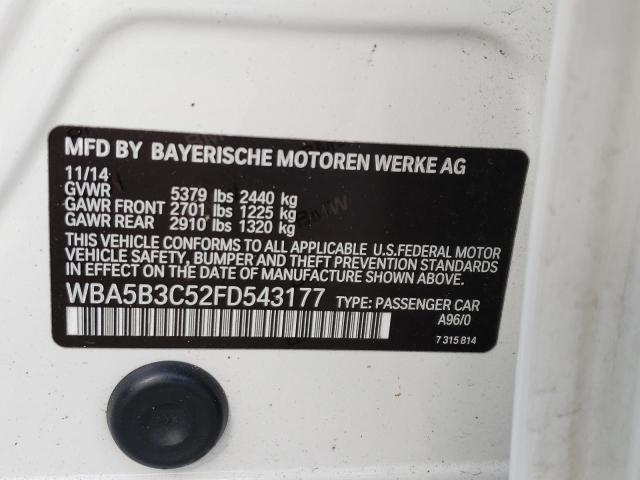 MFD BY BAYERISCHE MOTOREN WERKE AG
11/14
GVWR 5379 lbs 2440 kg
GAWR FRONT 2701 lbs 1225 kg
GAWR REAR 2910 lbs 1320 kg
THIS VEHICLE CONFORMS TO ALL APPLICABLE U.S.FEDERAL MOTOR
VEHICLE SAFETY, BUMPER AND THEFT PREVENTION STANDARDS
IN EFFECT ON THE DATE OF MANUFACTURE SHOWN ABOVE.
WBA5B3C52FD543177 TYPE: PASSENGER CAR
A96/0
7 315 814